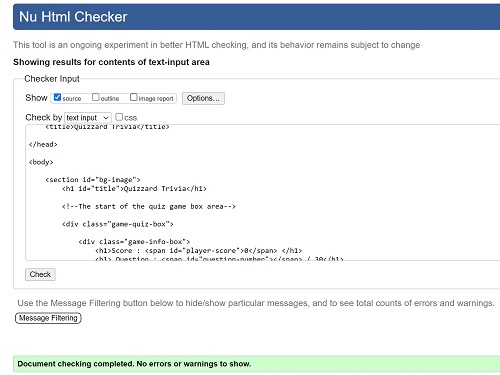 Nu Html Checker
This tool is an ongoing experiment in better HTML checking, and its behavior remains subject to change
Showing results for contents of text-input area
Checker Input
Show source outline image report Options...
Check by text input css
<title>Quizzard Trivia</title>
</head>
<body>
<section id="bg-image">
<h1 id="title">Quizzard Trivia</h1>
<!--The start of the quiz game box area-->
<div class="game-quiz-box">
<div class="game-info-box">
<h1>Score : <span id="player-score">0</span> </h1>
<h1> Question : <span id="question-number"></span> / 30</h1>
Check
Use the Message Filtering button below to hide/show particular messages, and to see total counts of errors and warnings.
Message Filtering
Document checking completed. No errors or warnings to show.